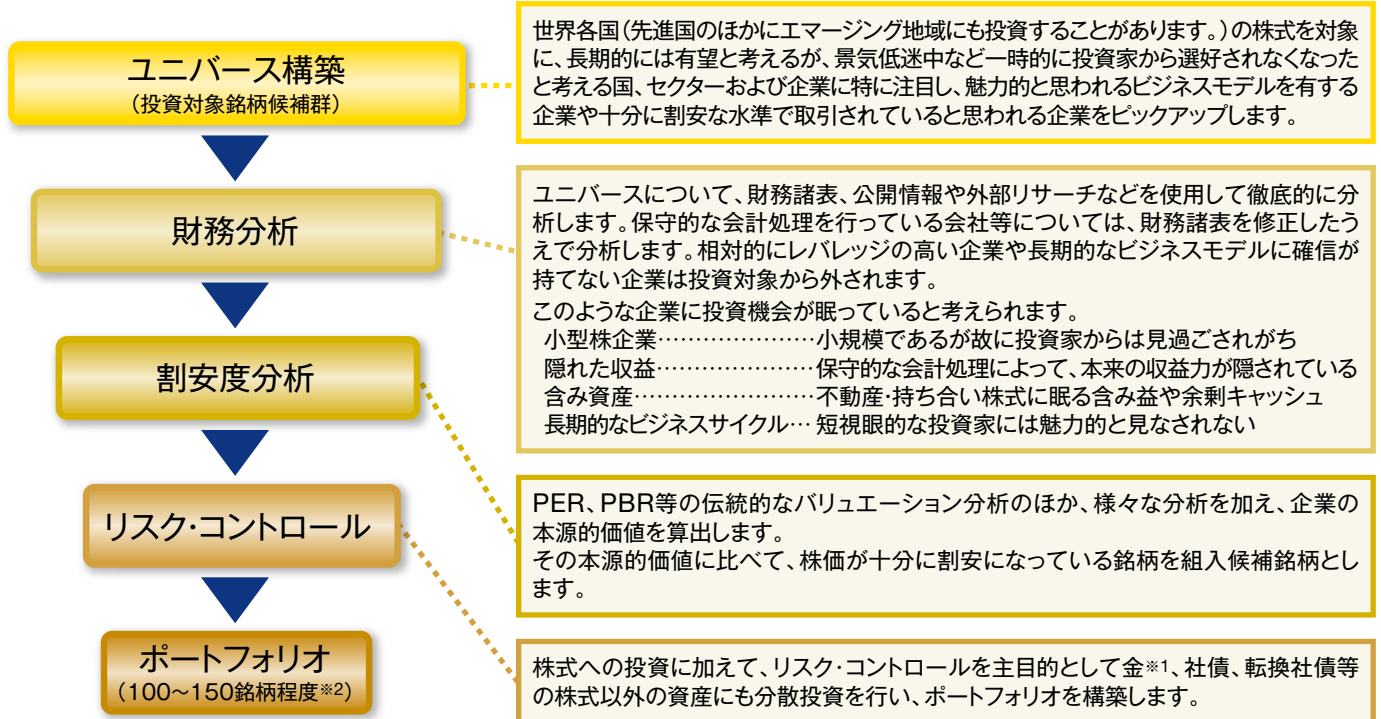 ユニバース構築
（投資対象銘柄候補群）
世界各国（先進国のほかにエマージング地域にも投資することがあります。）の株式を対象
に、長期的には有望と考えるが、景気低迷中など一時的に投資家から選好されなくなった
と考える国、セクターおよび企業に特に注目し、魅力的と思われるビジネスモデルを有する
企業や十分に割安な水準で取引されていると思われる企業をピックアップします。
財務分析
ユニバースについて、財務諸表、公開情報や外部リサーチなどを使用して徹底的に分
析します。保守的な会計処理を行っている会社等については、財務諸表を修正したう
えで分析します。相対的にレバレッジの高い企業や長期的なビジネスモデルに確信が
持てない企業は投資対象から外されます。
このような企業に投資機会が眠っていると考えられます。
小型株企業…………………小規模であるが故に投資家からは見過ごされがち
隠れた収益…………………保守的な会計処理によって、本来の収益力が隠されている
含み資産……………………不動産・持ち合い株式に眠る含み益や余剰キャッシュ
長期的なビジネスサイクル…短視眼的な投資家には魅力的と見なされない
割安度分析
PER、PBR等の伝統的なバリュエーション分析のほか、様々な分析を加え、企業の
本源的価値を算出します。
その本源的価値に比べて、株価が十分に割安になっている銘柄を組入候補銘柄とし
ます。
リスク・コントロール
株式への投資に加えて、リスク・コントロールを主目的として金※1、社債、転換社債等
の株式以外の資産にも分散投資を行い、ポートフォリオを構築します。
ポートフォリオ
（100～150銘柄程度※2）